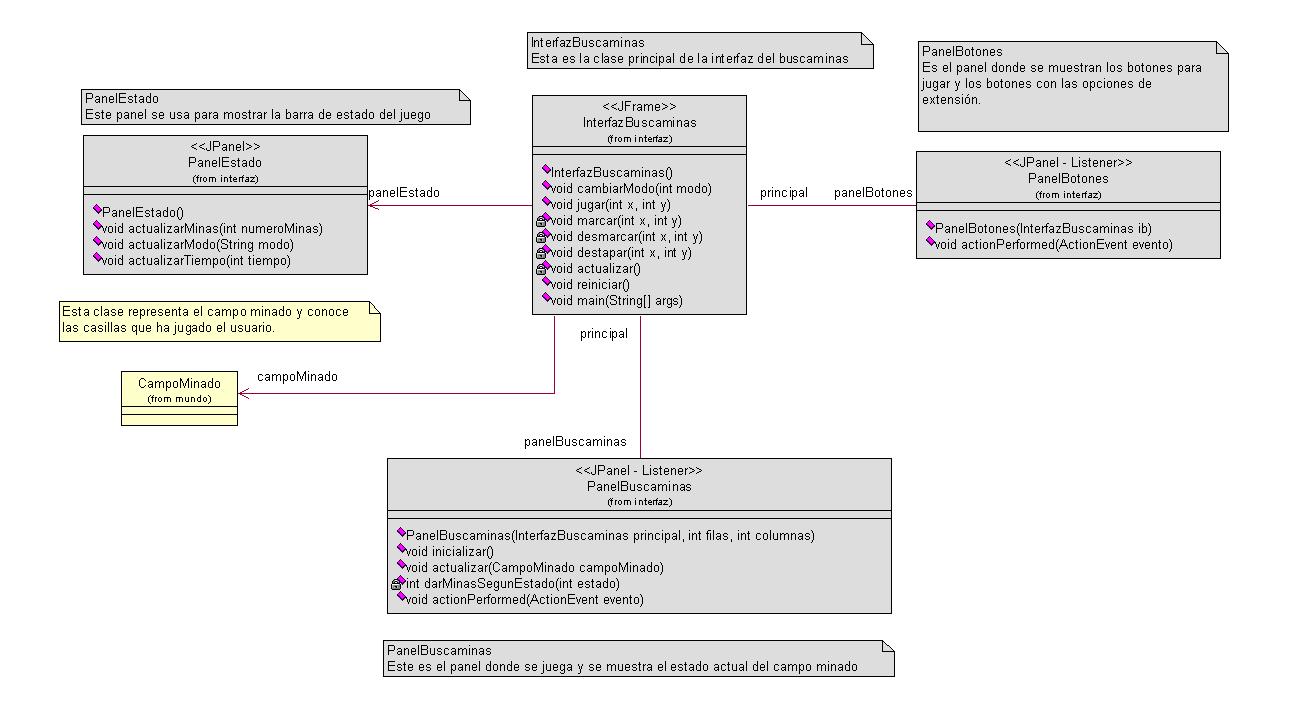 InterfazBuscaminas
Esta es la clase principal de la interfaz del buscaminas
PanelBotones
Es el panel donde se muestran los botones para
jugar y los botones con las opciones de
extensión.
PanelEstado
Este panel se usa para mostrar la barra de estado del juego
<<JFrame>>
InterfazBuscaminas
(from interfaz)
InterfazBuscaminas()
void cambiarModo(int modo)
void jugar(int x, int y)
void marcar(int x, int y)
void desmarcar(int x, int y)
void destapar(int x, int y)
void actualizar()
void reiniciar()
void main(String[] args)
<<JPanel>>
PanelEstado
(from interfaz)
PanelEstado()
void actualizarMinas(int numeroMinas)
void actualizarModo(String modo)
void actualizarTiempo(int tiempo)
panelEstado
principal
panelBotones
<<JPanel - Listener>>
PanelBotones
(from interfaz)
PanelBotones(InterfazBuscaminas ib)
void actionPerformed(ActionEvent evento)
Esta clase representa el campo minado y conoce
las casillas que ha jugado el usuario.
principal
CampoMinado
(from mundo)
campoMinado
panelBuscaminas
<<JPanel - Listener>>
PanelBuscaminas
(from interfaz)
PanelBuscaminas(InterfazBuscaminas principal, int filas, int columnas)
void inicializar()
void actualizar(CampoMinado campoMinado)
int darMinasSegunEstado(int estado)
void actionPerformed(ActionEvent evento)
PanelBuscaminas
Este es el panel donde se juega y se muestra el estado actual del campo minado